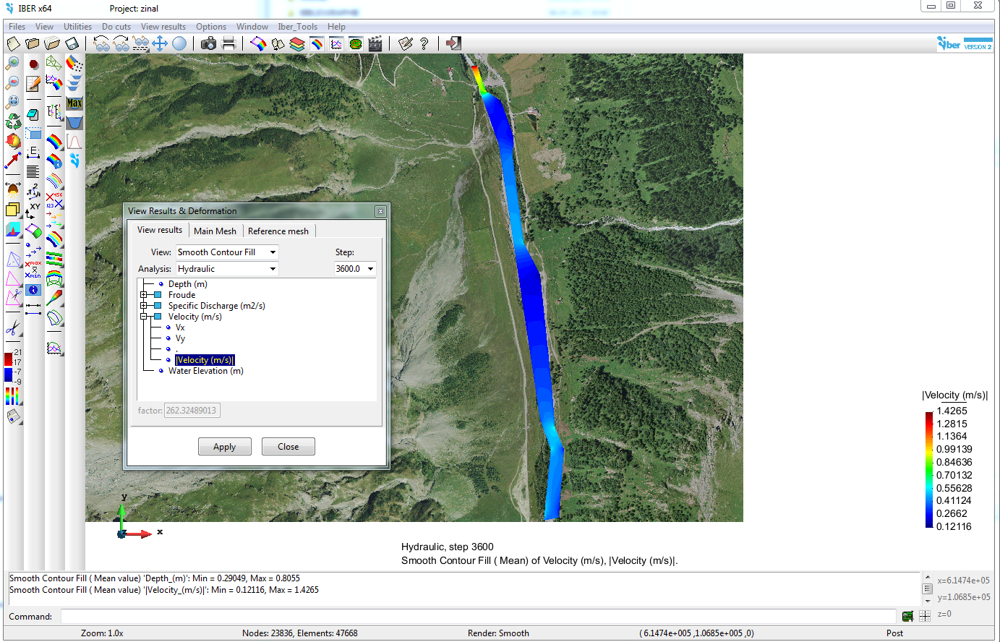 IBER x64 Project: zinal
Files View Utilities Do cuts View results Options Window Iber_Tools Help
Iber VERSION 2
Max
E
XY
456
123
xmax
x
xmin
21
17
-7
-9
View Results & Deformation
View results Main Mesh Reference mesh
View: Smooth Contour Fill Step:
Analysis: Hydraulic 3600.0
Depth (m)
Froude
Specific Discharge (m2/s)
Velocity (m/s)
Vx
Vy
.
|Velocity (m/s)|
Water Elevation (m)
factor: 262.32489013
Apply Close
|Velocity (m/s)|
1.4265
1.2815
1.1364
0.99139
0.84636
0.70132
0.55628
0.41124
0.2662
0.12116
y
z x
Hydraulic, step 3600
Smooth Contour Fill ( Mean) of Velocity (m/s), |Velocity (m/s)|.
Smooth Contour Fill ( Mean value) 'Depth_(m)': Min = 0.29049, Max = 0.8055
Smooth Contour Fill ( Mean value) '|Velocity_(m/s)|': Min = 0.12116, Max = 1.4265
x=6.1474e+05
y=1.0685e+05
z=0
Command:
Zoom: 1.0x Nodes: 23836, Elements: 47668 Render: Smooth ( 6.1474e+005 ,1.0685e+005 ,0) Post